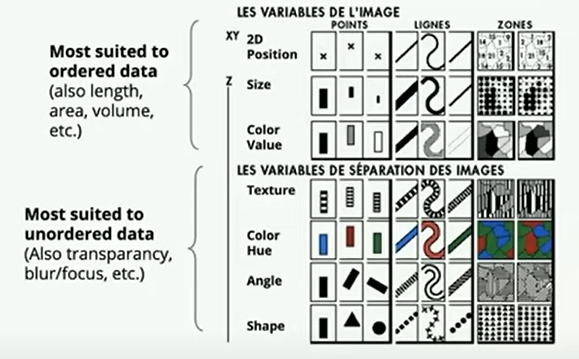 LES VARIABLES DE L'IMAGE
POINTS LIGNES ZONES
XY 2D
Position
Z Size
Color
Value
LES VARIABLES DE SÉPARATION DES IMAGES
Texture
Color
Hue
Angle
Shape
Most suited to
ordered data
(also length,
area, volume,
etc.)
Most suited to
unordered data
(Also transparancy,
blur/focus, etc.)